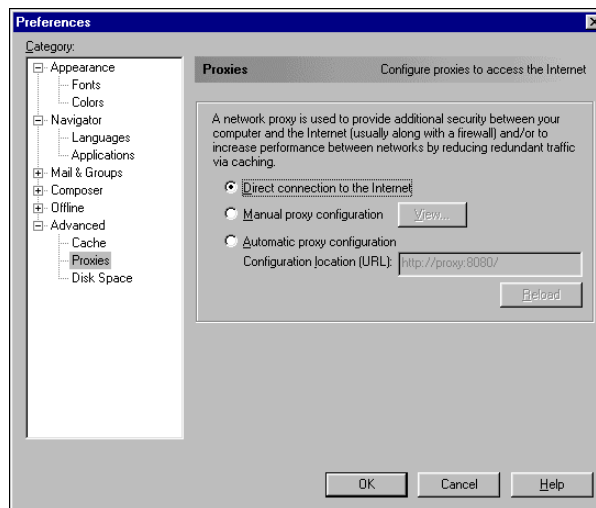 Preferences
Category:
Appearance
Fonts
Colors
Navigator
Languages
Applications
Mail & Groups
Composer
Offline
Advanced
Cache
Proxies
Disk Space
Proxies Configure proxies to access the Internet
A network proxy is used to provide additional security between your
computer and the Internet (usually along with a firewall) and/or to
increase performance between networks by reducing redundant traffic
via caching.
Direct connection to the Internet
Manual proxy configuration View...
Automatic proxy configuration
Configuration location (URL): http://proxy:8080/
Reload
OK Cancel Help